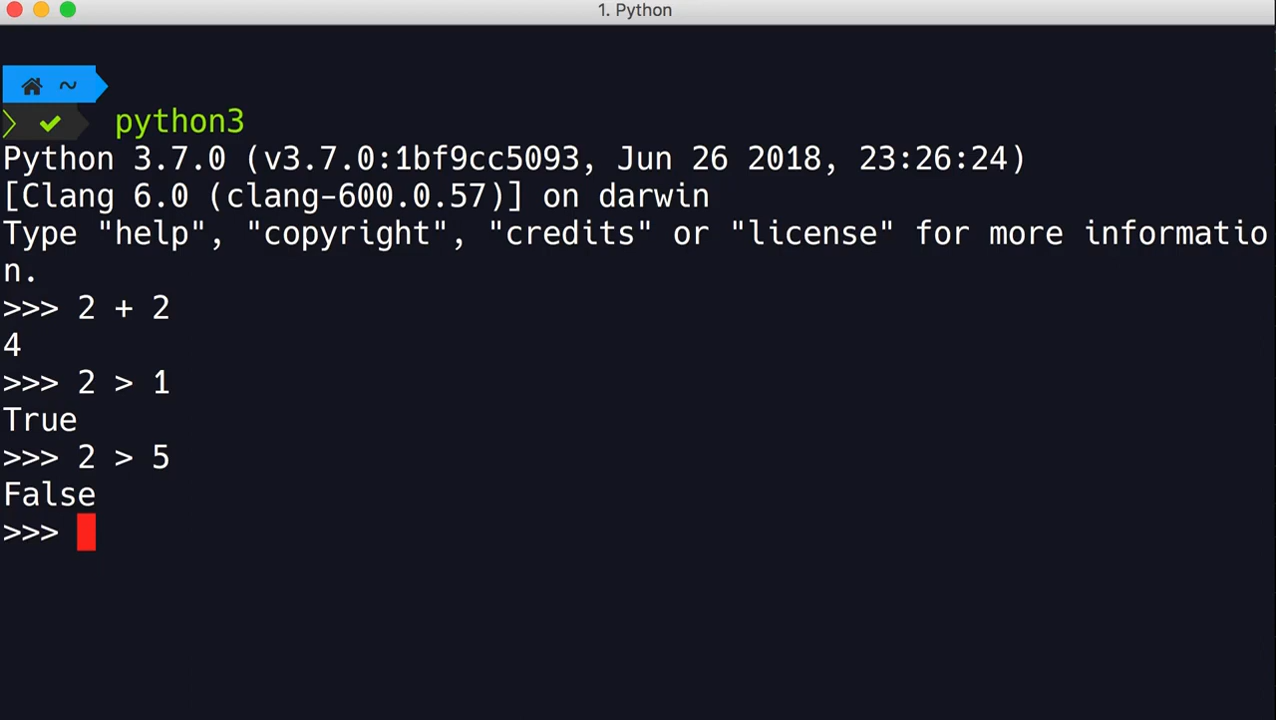 1. Python
~
python3
Python 3.7.0 (v3.7.0:1bf9cc5093, Jun 26 2018, 23:26:24)
[Clang 6.0 (clang-600.0.57)] on darwin
Type "help", "copyright", "credits" or "license" for more informatio
n.
>>> 2 + 2
4
>>> 2 > 1
True
>>> 2 > 5
False
>>>